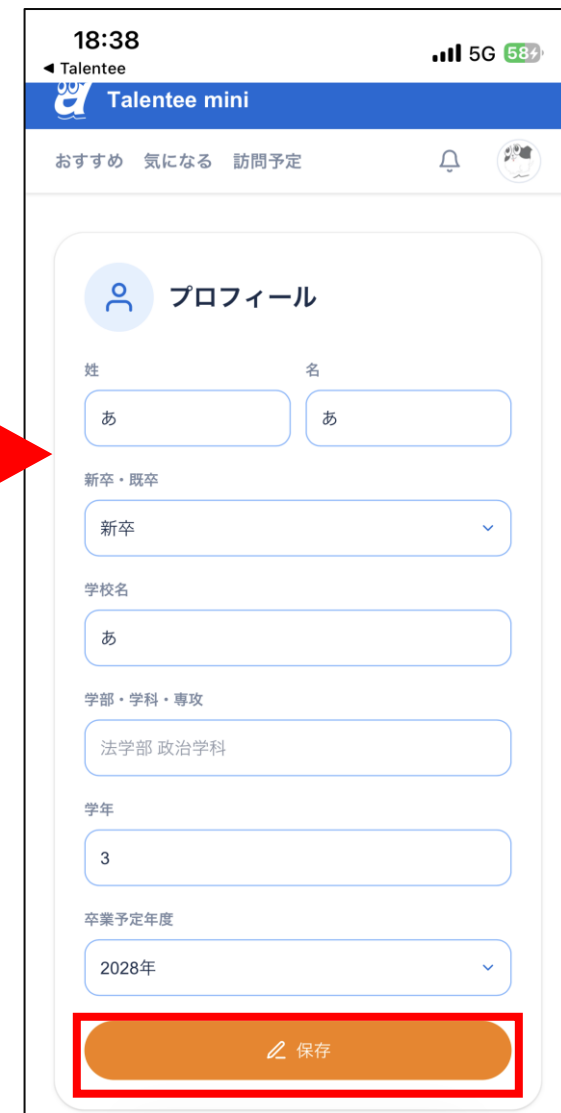 18:38
◀ Talentee
5G 58
Talentee mini
おすすめ 気になる 訪問予定
プロフィール
姓 名
あ あ
新卒・既卒
新卒
学校名
あ
学部・学科・専攻
法学部 政治学科
学年
3
卒業予定年度
2028年
保存